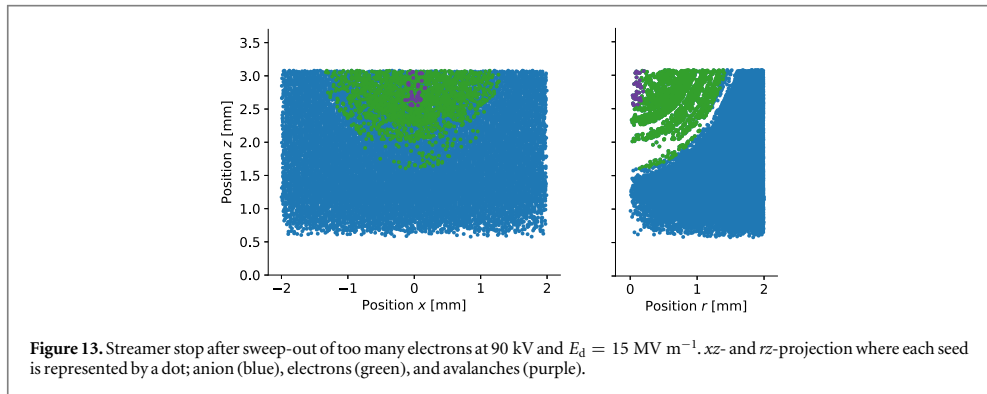 3.5
3.0
2.5
2.0
1.5
1.0
0.5
0.0
Position z [mm]
−2 −1 0 1 2
Position x [mm]
0 1 2
Position r [mm]
Figure 13. Streamer stop after sweep-out of too many electrons at 90 kV and E_d = 15 MV m⁻¹. xz- and rz-projection where each seed
is represented by a dot; anion (blue), electrons (green), and avalanches (purple).